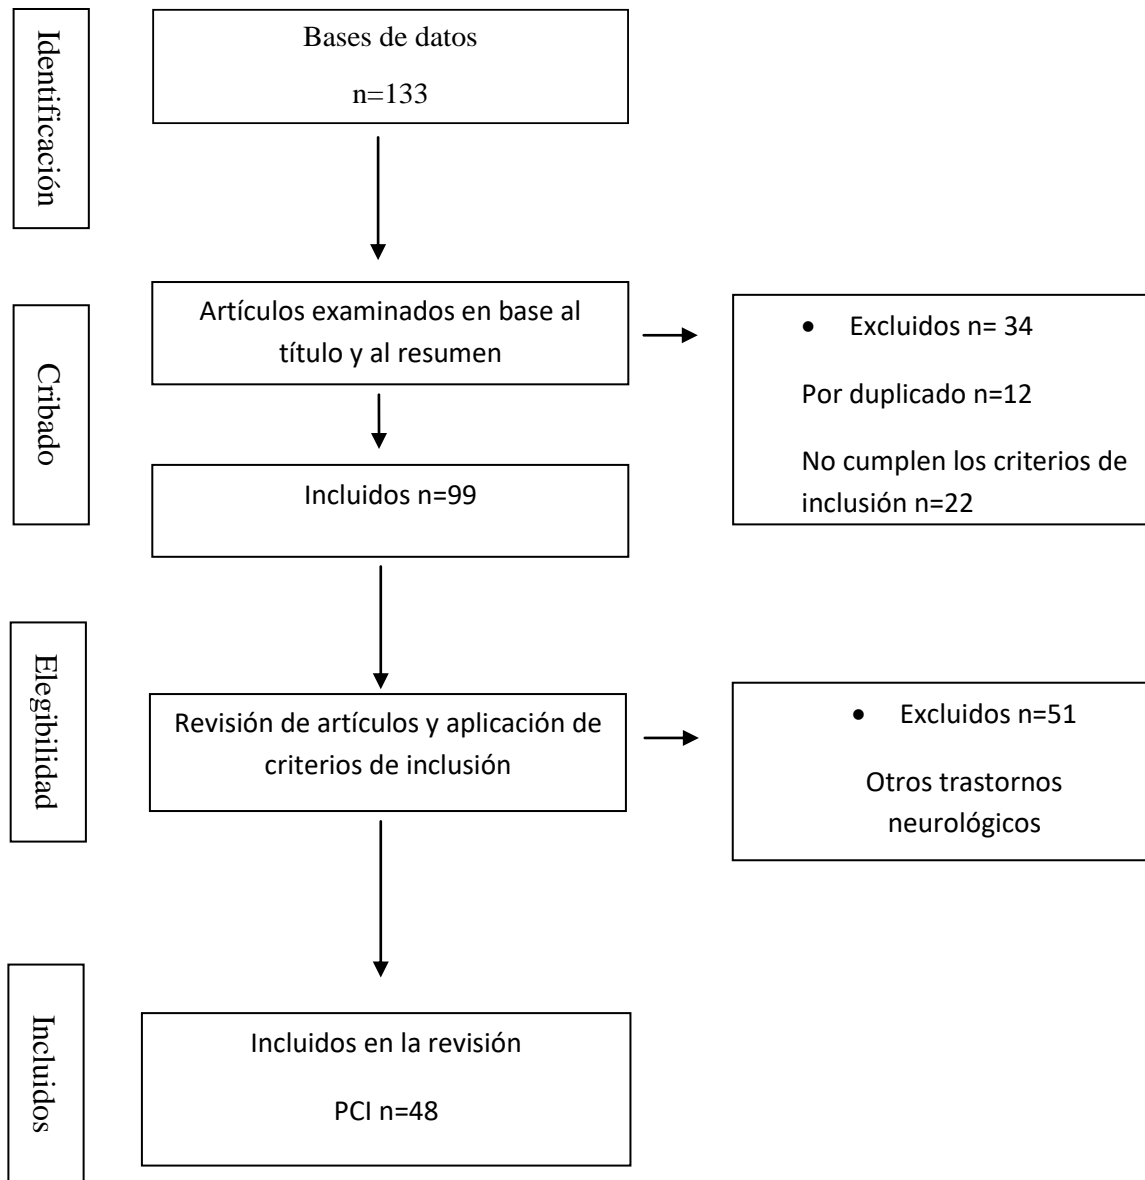 Identificación
Bases de datos
n=133
Cribado
Artículos examinados en base al
título y al resumen
• Excluidos n= 34
Por duplicado n=12
No cumplen los criterios de
inclusión n=22
Incluidos n=99
Elegibilidad
Revisión de artículos y aplicación de
criterios de inclusión
• Excluidos n=51
Otros trastornos
neurológicos
Incluidos
Incluidos en la revisión
PCI n=48